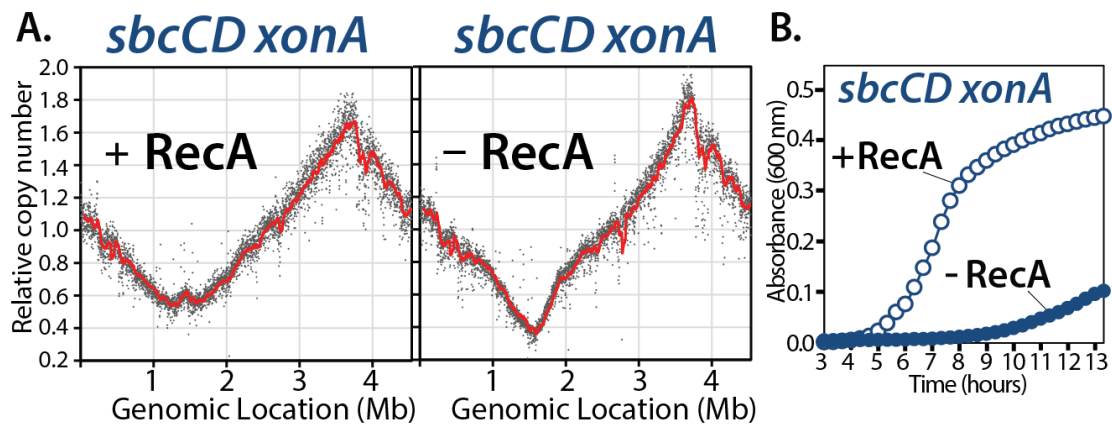 A.
sbcCD xonA
sbcCD xonA
Relative copy number
2.0
1.8
1.6
1.4
1.2
1.0
0.8
0.6
0.4
0.2
+ RecA
− RecA
1 2 3 4
1 2 3 4
Genomic Location (Mb)
Genomic Location (Mb)
B.
sbcCD xonA
Absorbance (600 nm)
0.5
0.4
0.3
0.2
0.1
0.0
+RecA
- RecA
3 4 5 6 7 8 9 10 11 12 13
Time (hours)